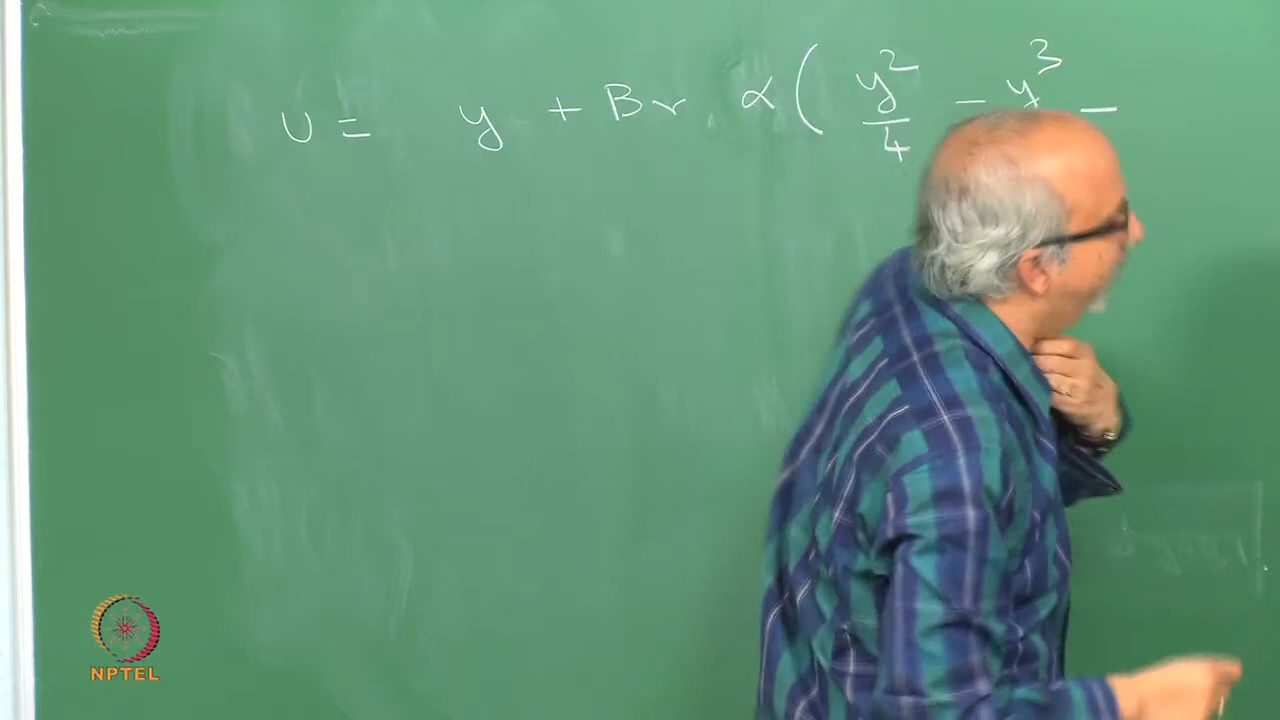 u = y + Br α ( y²/4 - y³ -
NPTEL